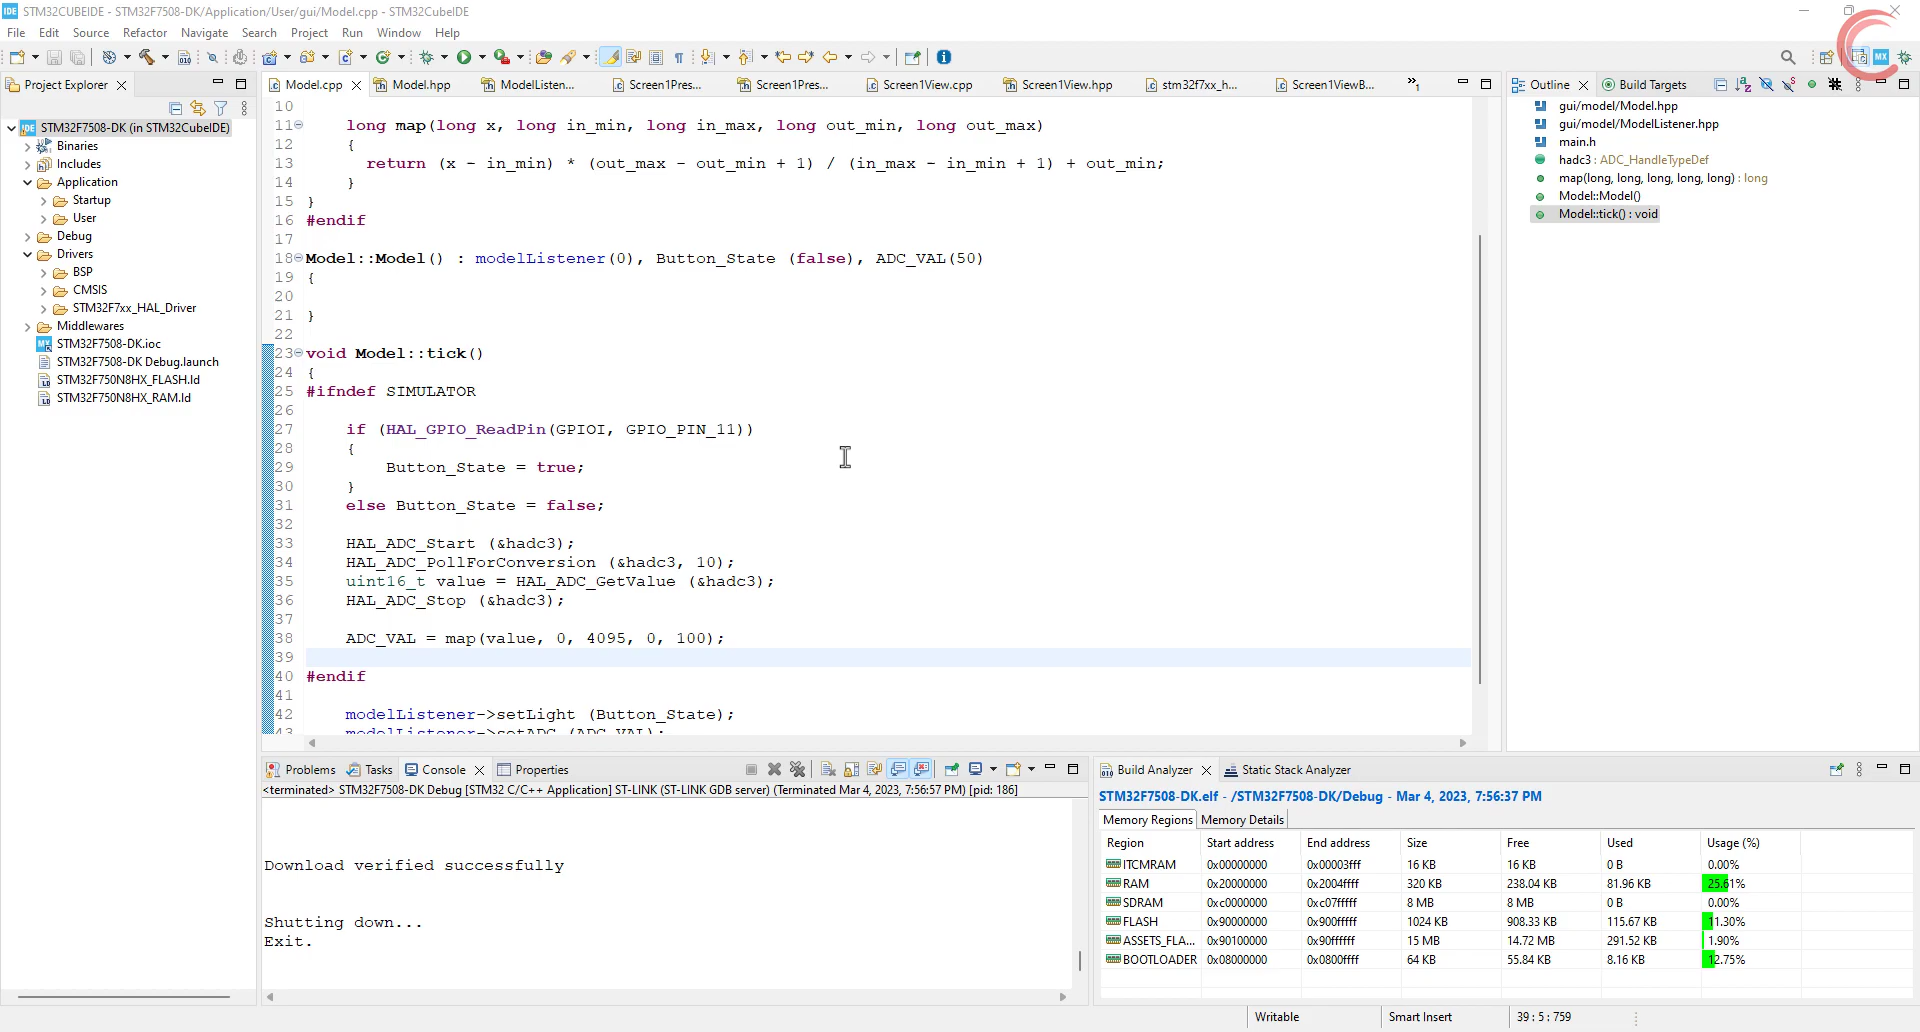 STM32CUBEIDE - STM32F7508-DK/Application/User/gui/Model.cpp - STM32CubeIDE
File Edit Source Refactor Navigate Search Project Run Window Help
Project Explorer
Model.cpp Model.hpp ModelListen... Screen1Pres... Screen1Pres... Screen1View.cpp Screen1View.hpp stm32f7xx_h... Screen1ViewB... »1
Outline Build Targets
STM32F7508-DK (in STM32CubeIDE)
Binaries
Includes
Application
Startup
User
Debug
Drivers
BSP
CMSIS
STM32F7xx_HAL_Driver
Middlewares
STM32F7508-DK.ioc
STM32F7508-DK Debug.launch
STM32F750N8HX_FLASH.ld
STM32F750N8HX_RAM.ld
10
11 long map(long x, long in_min, long in_max, long out_min, long out_max)
12 {
13 return (x - in_min) * (out_max - out_min + 1) / (in_max - in_min + 1) + out_min;
14 }
15 }
16 #endif
17
18 Model::Model() : modelListener(0), Button_State (false), ADC_VAL(50)
19 {
20
21 }
22
23 void Model::tick()
24 {
25 #ifndef SIMULATOR
26
27 if (HAL_GPIO_ReadPin(GPIOI, GPIO_PIN_11))
28 {
29 Button_State = true;
30 }
31 else Button_State = false;
32
33 HAL_ADC_Start (&hadc3);
34 HAL_ADC_PollForConversion (&hadc3, 10);
35 uint16_t value = HAL_ADC_GetValue (&hadc3);
36 HAL_ADC_Stop (&hadc3);
37
38 ADC_VAL = map(value, 0, 4095, 0, 100);
39
40 #endif
41
42 modelListener->setLight (Button_State);
43 modelListener->setADC (ADC_VAL);
gui/model/Model.hpp
gui/model/ModelListener.hpp
main.h
hadc3 : ADC_HandleTypeDef
map(long, long, long, long, long) : long
Model::Model()
Model::tick() : void
Problems Tasks Console Properties
<terminated> STM32F7508-DK Debug [STM32 C/C++ Application] ST-LINK (ST-LINK GDB server) (Terminated Mar 4, 2023, 7:56:57 PM) [pid: 186]
Download verified successfully
Shutting down...
Exit.
Build Analyzer Static Stack Analyzer
STM32F7508-DK.elf - /STM32F7508-DK/Debug - Mar 4, 2023, 7:56:37 PM
Memory Regions Memory Details
Region Start address End address Size Free Used Usage (%)
ITCMRAM 0x00000000 0x00003fff 16 KB 16 KB 0 B 0.00%
RAM 0x20000000 0x2004ffff 320 KB 238.04 KB 81.96 KB 25.61%
SDRAM 0xc0000000 0xc07fffff 8 MB 8 MB 0 B 0.00%
FLASH 0x90000000 0x900fffff 1024 KB 908.33 KB 115.67 KB 11.30%
ASSETS_FLA... 0x90100000 0x90ffffff 15 MB 14.72 MB 291.52 KB 1.90%
BOOTLOADER 0x08000000 0x0800ffff 64 KB 55.84 KB 8.16 KB 12.75%
Writable Smart Insert 39 : 5 : 759